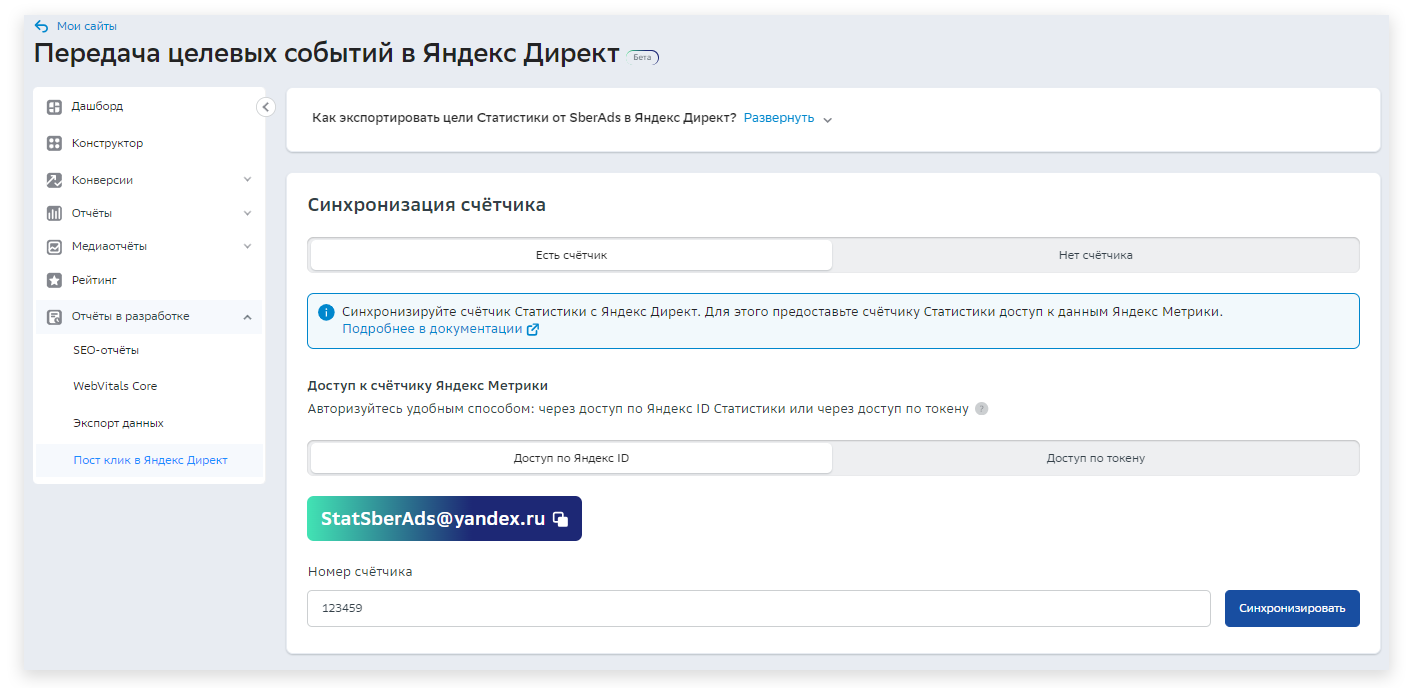 Мои сайты
Передача целевых событий в Яндекс Директ Бета
Дашборд
Конструктор
Конверсии
Отчёты
Медиаотчёты
Рейтинг
Отчёты в разработке
SEO-отчёты
WebVitals Core
Экспорт данных
Пост клик в Яндекс Директ
Как экспортировать цели Статистики от SberAds в Яндекс Директ? Развернуть
Синхронизация счётчика
Есть счётчик Нет счётчика
Синхронизируйте счётчик Статистики с Яндекс Директ. Для этого предоставьте счётчику Статистики доступ к данным Яндекс Метрики.
Подробнее в документации
Доступ к счётчику Яндекс Метрики
Авторизуйтесь удобным способом: через доступ по Яндекс ID Статистики или через доступ по токену ?
Доступ по Яндекс ID Доступ по токену
StatSberAds@yandex.ru
Номер счётчика
123459 Синхронизировать